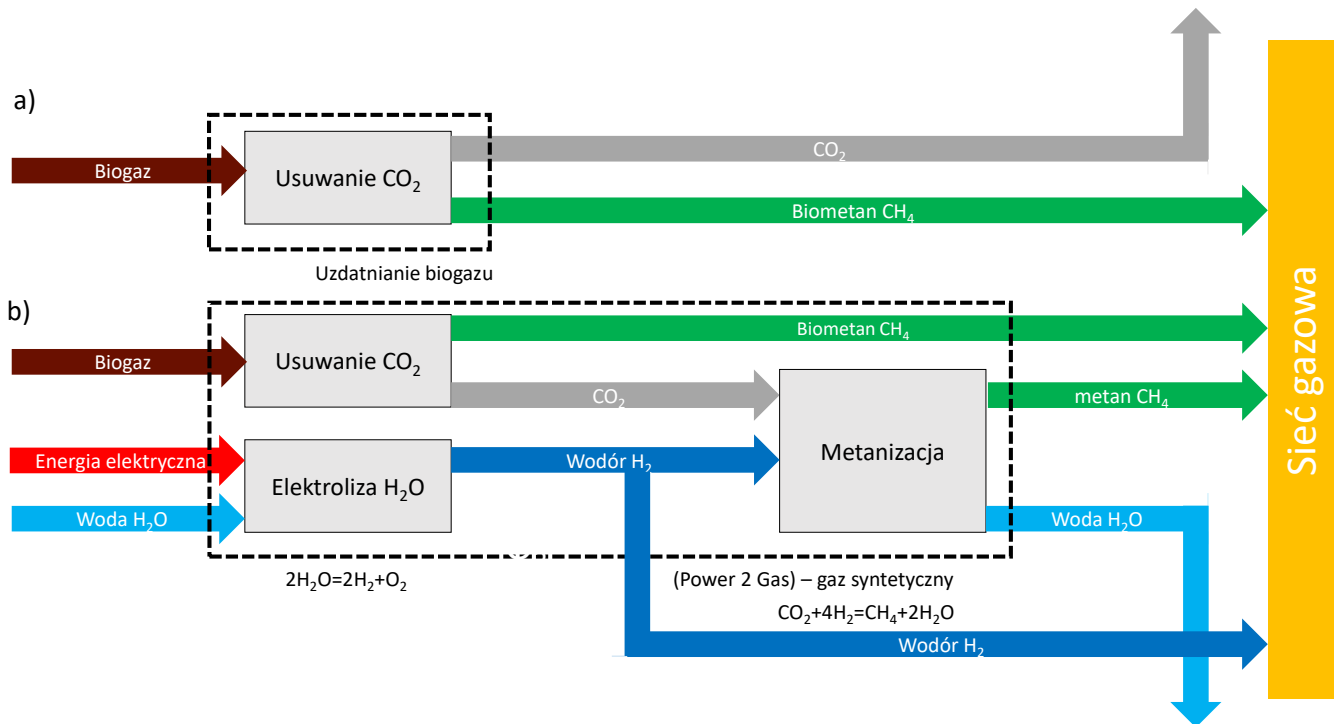 a)
Biogaz
Usuwanie CO₂
CO₂
Biometan CH₄
Uzdatnianie biogazu
b)
Biogaz
Usuwanie CO₂
Biometan CH₄
CO₂
metan CH₄
Energia elektryczna
Woda H₂O
Elektroliza H₂O
Wodór H₂
Metanizacja
Woda H₂O
2H₂O=2H₂+O₂
(Power 2 Gas) – gaz syntetyczny
CO₂+4H₂=CH₄+2H₂O
Wodór H₂
Sieć gazowa